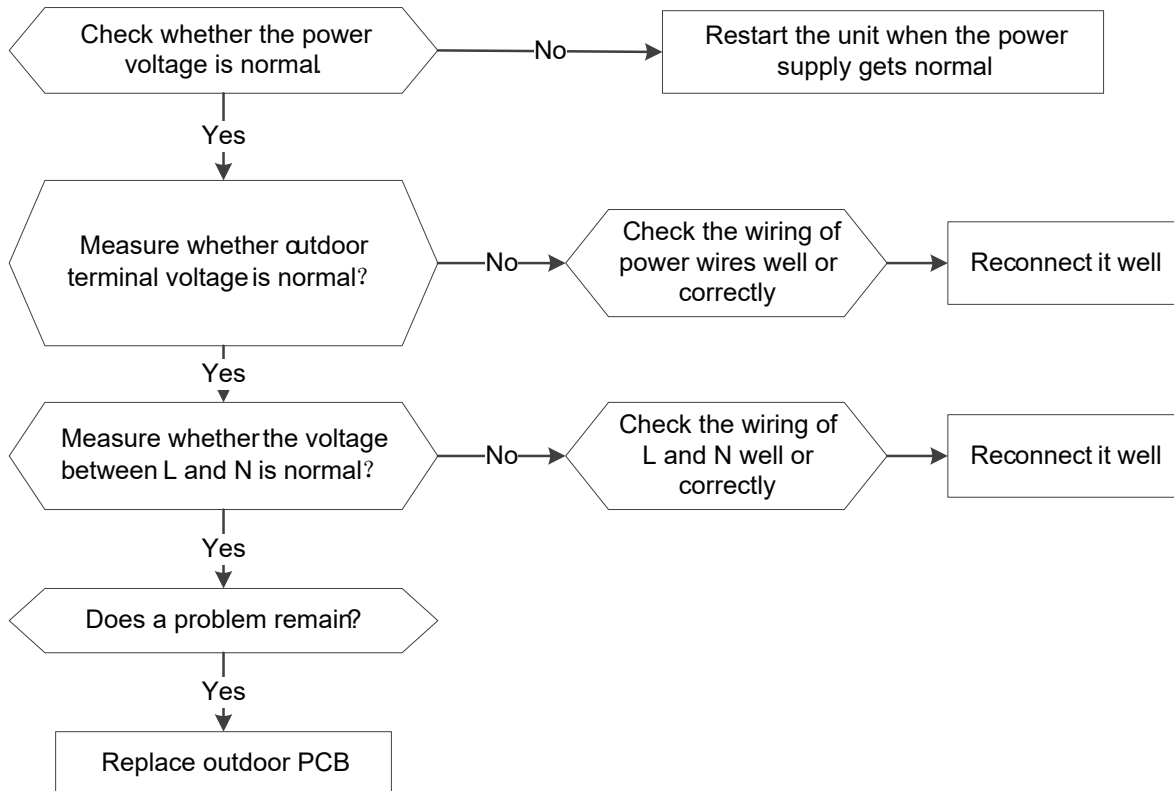 Check whether the power
voltage is normal.
No
Restart the unit when the power
supply gets normal
Yes
Measure whether outdoor
terminal voltage is normal?
No
Check the wiring of
power wires well or
correctly
Reconnect it well
Yes
Measure whether the voltage
between L and N is normal?
No
Check the wiring of
L and N well or
correctly
Reconnect it well
Yes
Does a problem remain?
Yes
Replace outdoor PCB